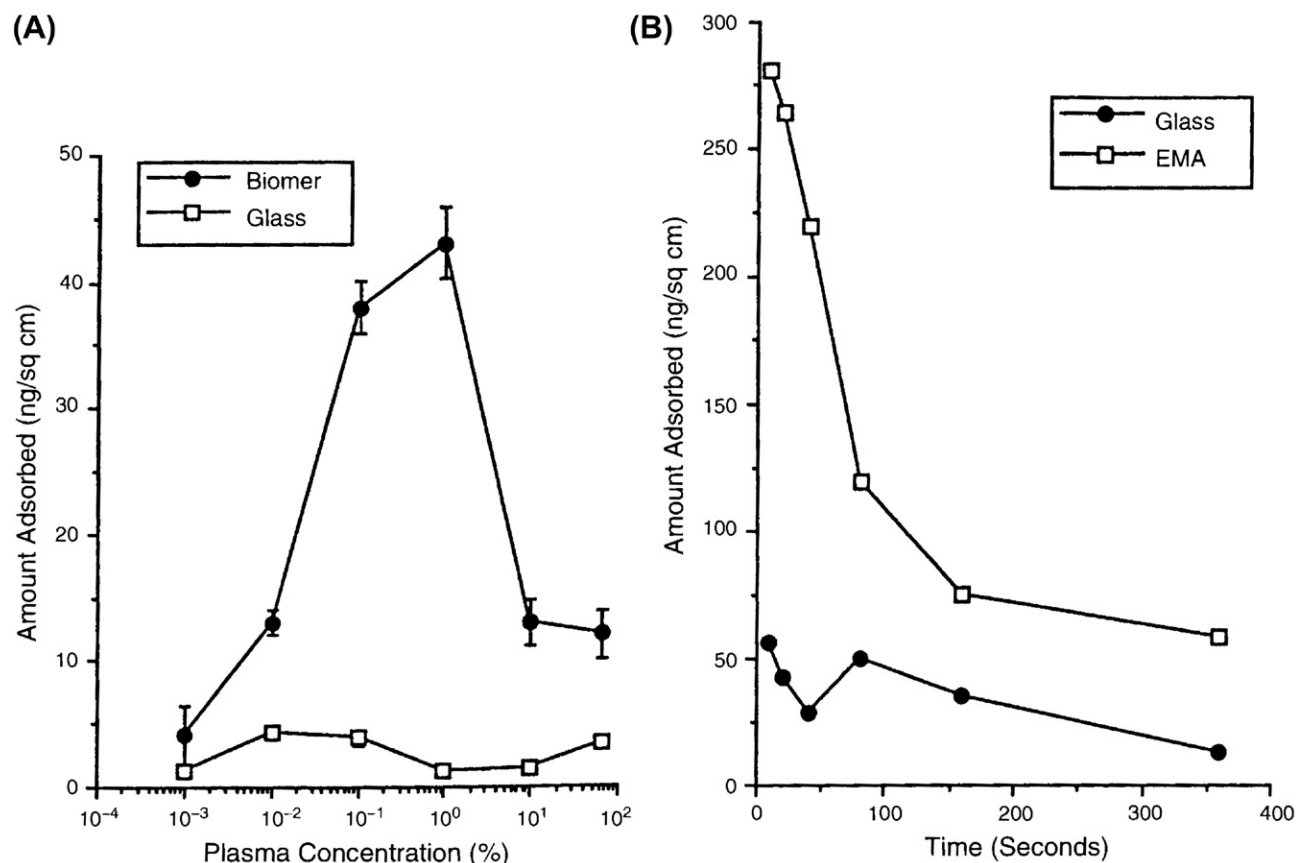 (A)
Biomer
Glass
50
40
30
20
10
0
10⁻⁴
10⁻³
10⁻²
10⁻¹
10⁰
10¹
10²
Amount Adsorbed (ng/sq cm)
Plasma Concentration (%)
(B)
Glass
EMA
300
250
200
150
100
50
0
0
100
200
300
400
Amount Adsorbed (ng/sq cm)
Time (Seconds)